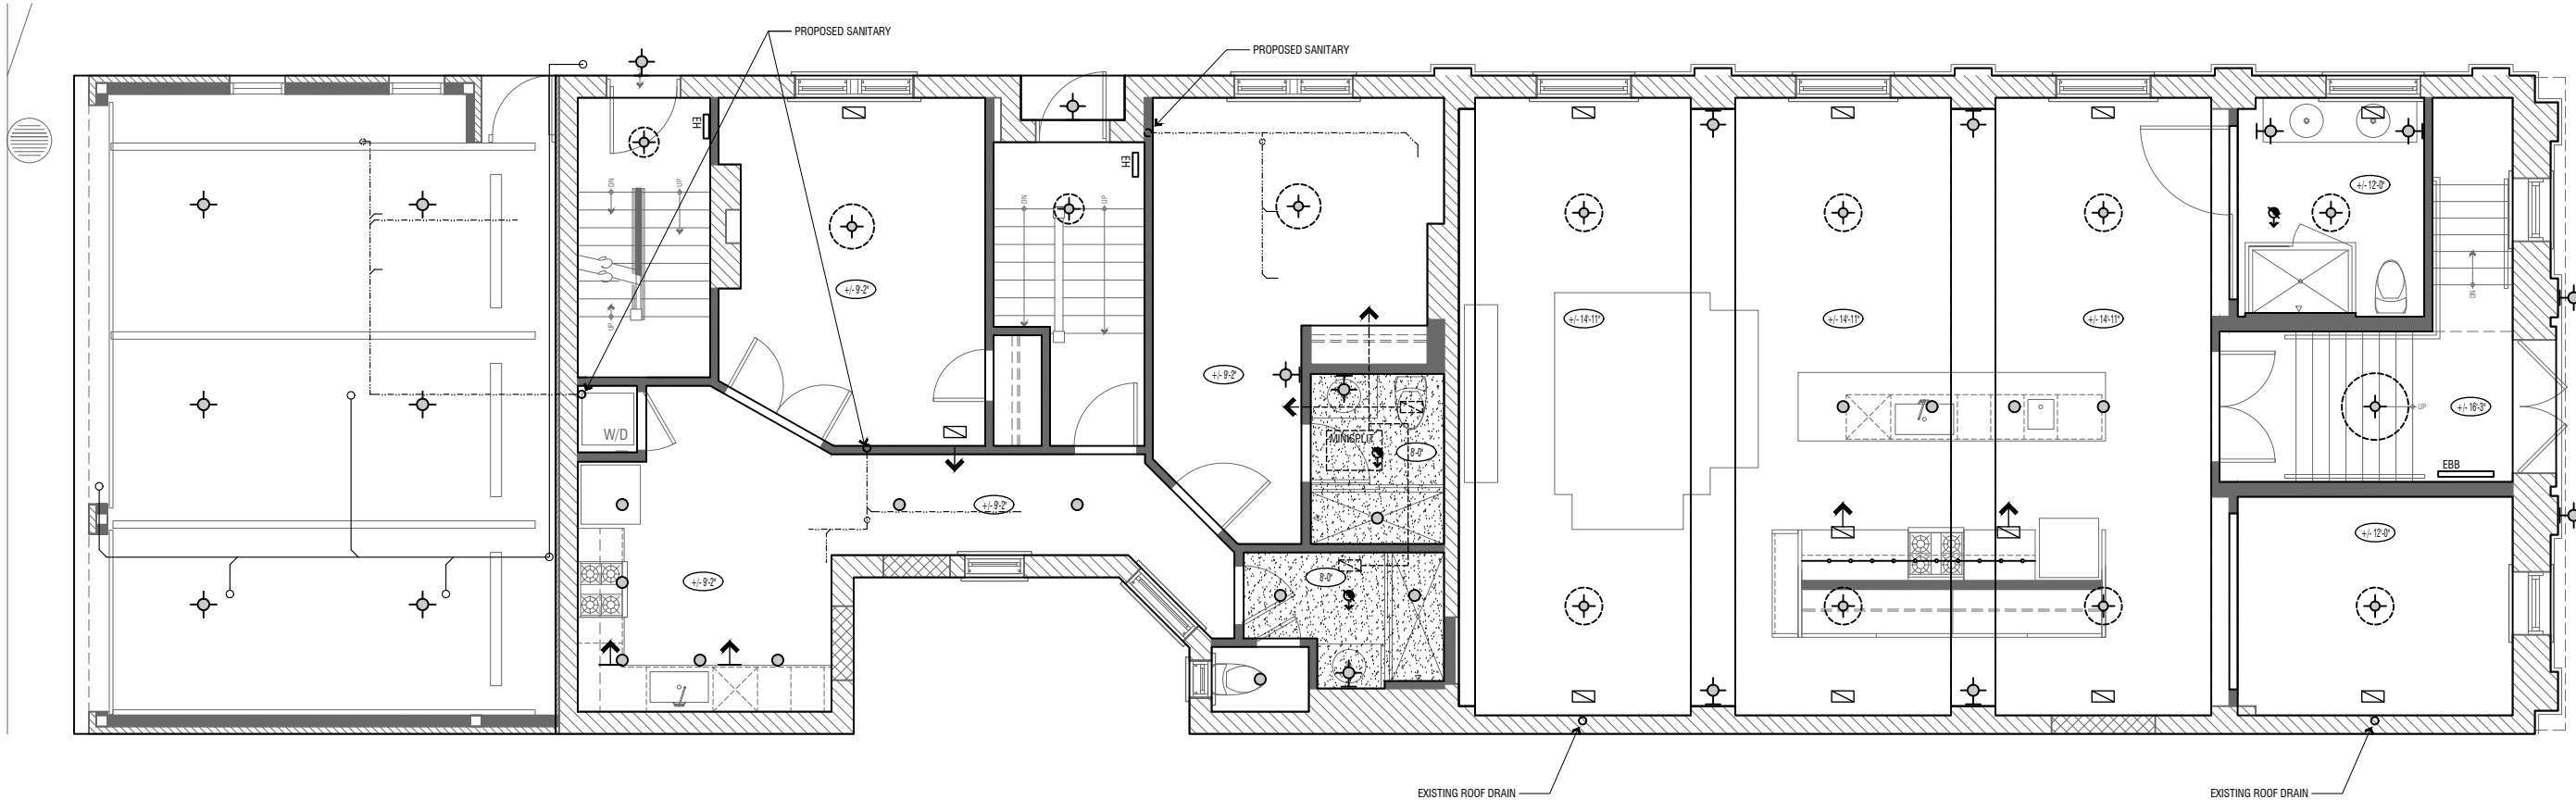 PROPOSED SANITARY
PROPOSED SANITARY
EH
EH
DN
UP
DN
UP
UP
+/- 12'-0"
DN
+/- 9'-2"
+/- 14'-11"
+/- 14'-11"
+/- 14'-11"
+/- 9'-2"
UP
+/- 16'-3"
W/D
MINISPLIT
8'-0"
EBB
+/- 9'-2"
+/- 12'-0"
+/- 9'-2"
8'-0"
EXISTING ROOF DRAIN
EXISTING ROOF DRAIN